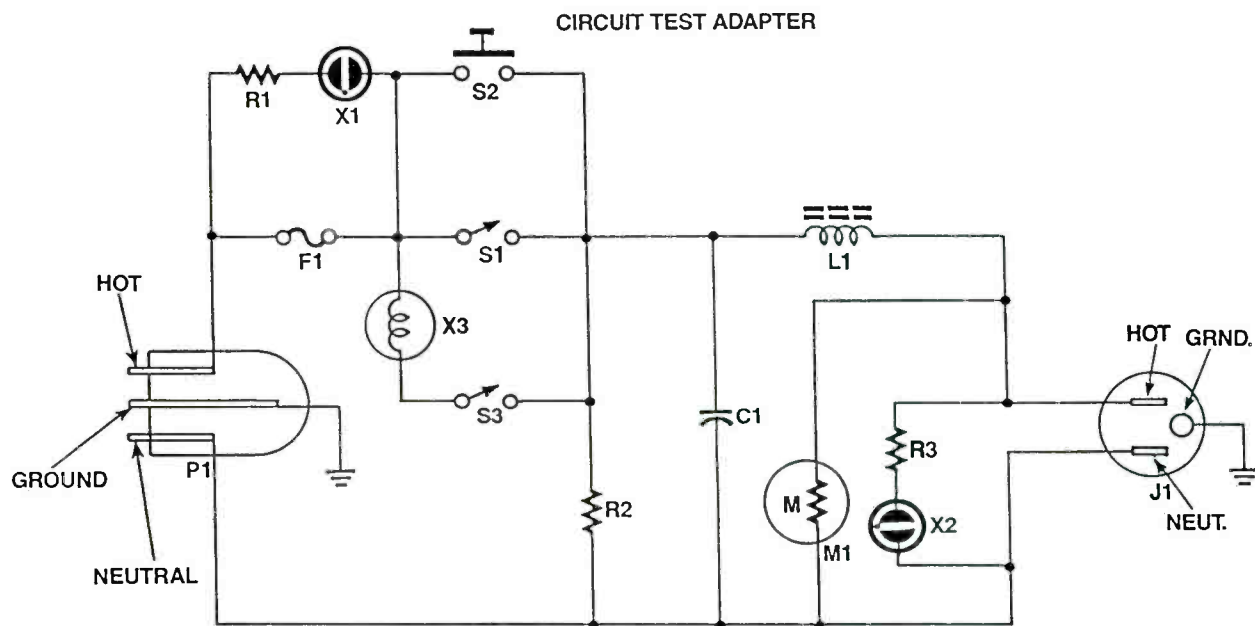 CIRCUIT TEST ADAPTER
R1
X1
S2
F1
S1
L1
HOT
X3
HOT
GRND.
S3
C1
R3
GROUND
P1
R2
M
M1
X2
J1
NEUT.
NEUTRAL